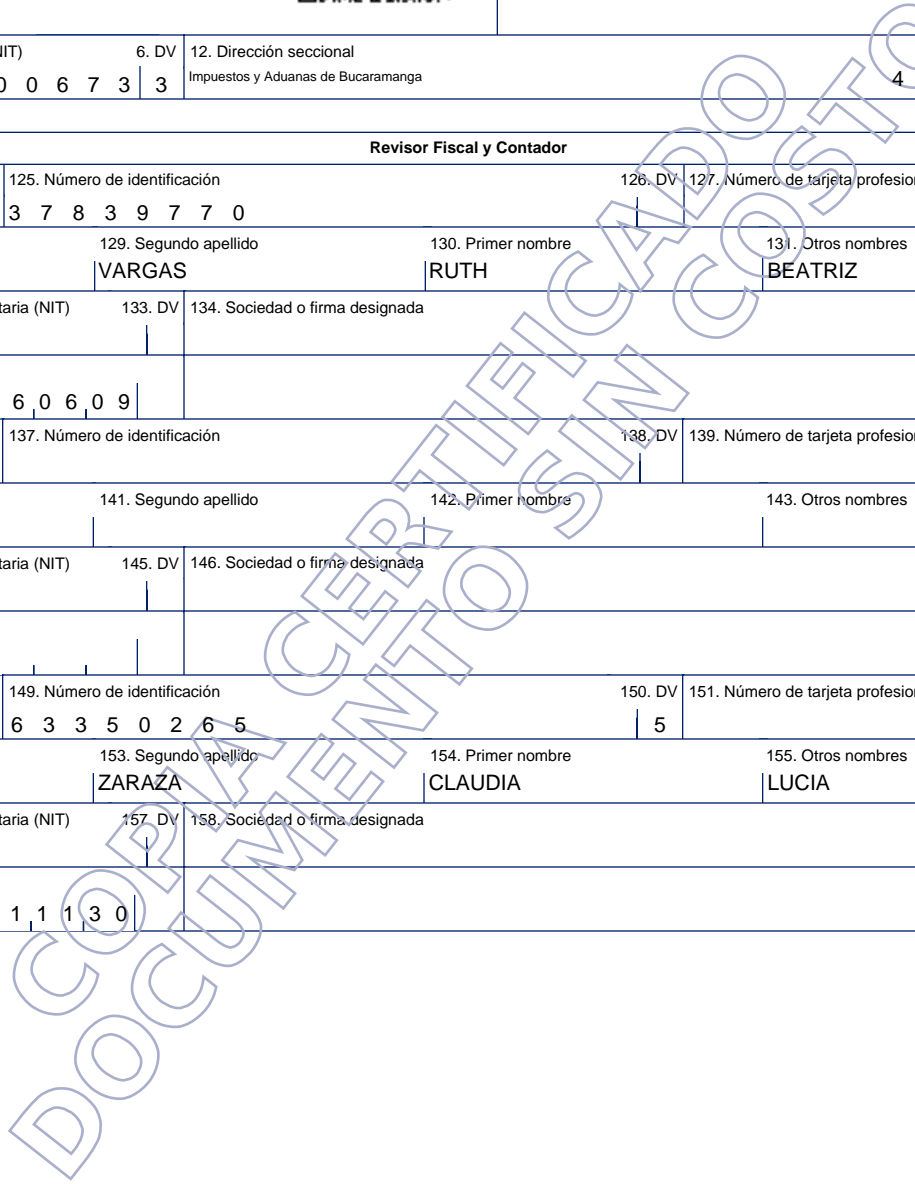 NIT) 6. DV 12. Dirección seccional
0 0 6 7 3 3 Impuestos y Aduanas de Bucaramanga 4
Revisor Fiscal y Contador
125. Número de identificación 126. DV 127. Número de tarjeta profesion
3 7 8 3 9 7 7 0
129. Segundo apellido 130. Primer nombre 131. Otros nombres
VARGAS RUTH BEATRIZ
taria (NIT) 133. DV 134. Sociedad o firma designada
6 0 6 0 9
137. Número de identificación 138. DV 139. Número de tarjeta profesion
141. Segundo apellido 142. Primer nombre 143. Otros nombres
taria (NIT) 145. DV 146. Sociedad o firma designada
149. Número de identificación 150. DV 151. Número de tarjeta profesion
6 3 3 5 0 2 6 5 5
153. Segundo apellido 154. Primer nombre 155. Otros nombres
ZARAZA CLAUDIA LUCIA
taria (NIT) 157. DV 158. Sociedad o firma designada
1 1 1 3 0
COPIA CERTIFICADO
DOCUMENTO SIN COSTO